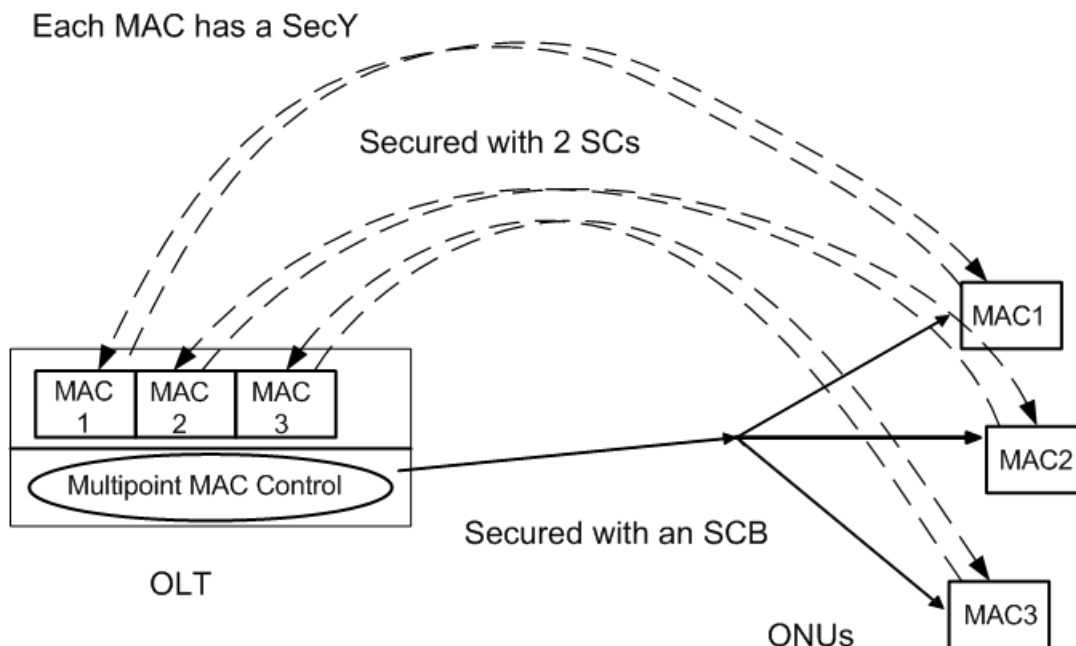 Each MAC has a SecY
Secured with 2 SCs
MAC1
MAC
1
MAC
2
MAC
3
Multipoint MAC Control
MAC2
Secured with an SCB
OLT
MAC3
ONUs